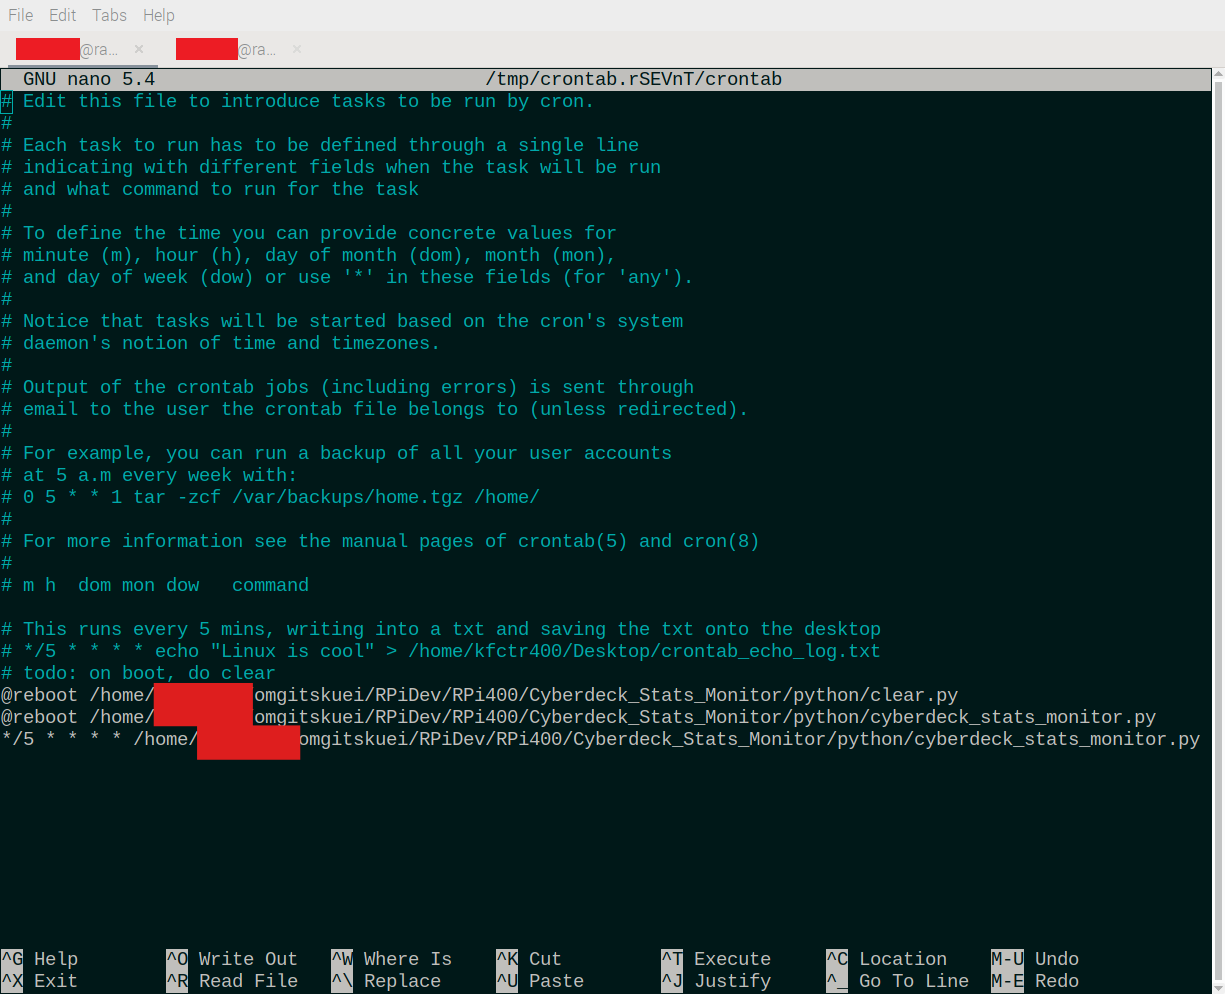 File Edit Tabs Help
@ra... × @ra... ×
GNU nano 5.4 /tmp/crontab.rSEVnT/crontab
# Edit this file to introduce tasks to be run by cron.
#
# Each task to run has to be defined through a single line
# indicating with different fields when the task will be run
# and what command to run for the task
#
# To define the time you can provide concrete values for
# minute (m), hour (h), day of month (dom), month (mon),
# and day of week (dow) or use '*' in these fields (for 'any').
#
# Notice that tasks will be started based on the cron's system
# daemon's notion of time and timezones.
#
# Output of the crontab jobs (including errors) is sent through
# email to the user the crontab file belongs to (unless redirected).
#
# For example, you can run a backup of all your user accounts
# at 5 a.m every week with:
# 0 5 * * 1 tar -zcf /var/backups/home.tgz /home/
#
# For more information see the manual pages of crontab(5) and cron(8)
#
# m h  dom mon dow   command
# This runs every 5 mins, writing into a txt and saving the txt onto the desktop
# */5 * * * * echo "Linux is cool" > /home/kfctr400/Desktop/crontab_echo_log.txt
# todo: on boot, do clear
@reboot /home/ omgitskuei/RPiDev/RPi400/Cyberdeck_Stats_Monitor/python/clear.py
@reboot /home/ omgitskuei/RPiDev/RPi400/Cyberdeck_Stats_Monitor/python/cyberdeck_stats_monitor.py
*/5 * * * * /home/ omgitskuei/RPiDev/RPi400/Cyberdeck_Stats_Monitor/python/cyberdeck_stats_monitor.py
^G Help ^O Write Out ^W Where Is ^K Cut ^T Execute ^C Location M-U Undo
^X Exit ^R Read File ^\ Replace ^U Paste ^J Justify ^_ Go To Line M-E Redo